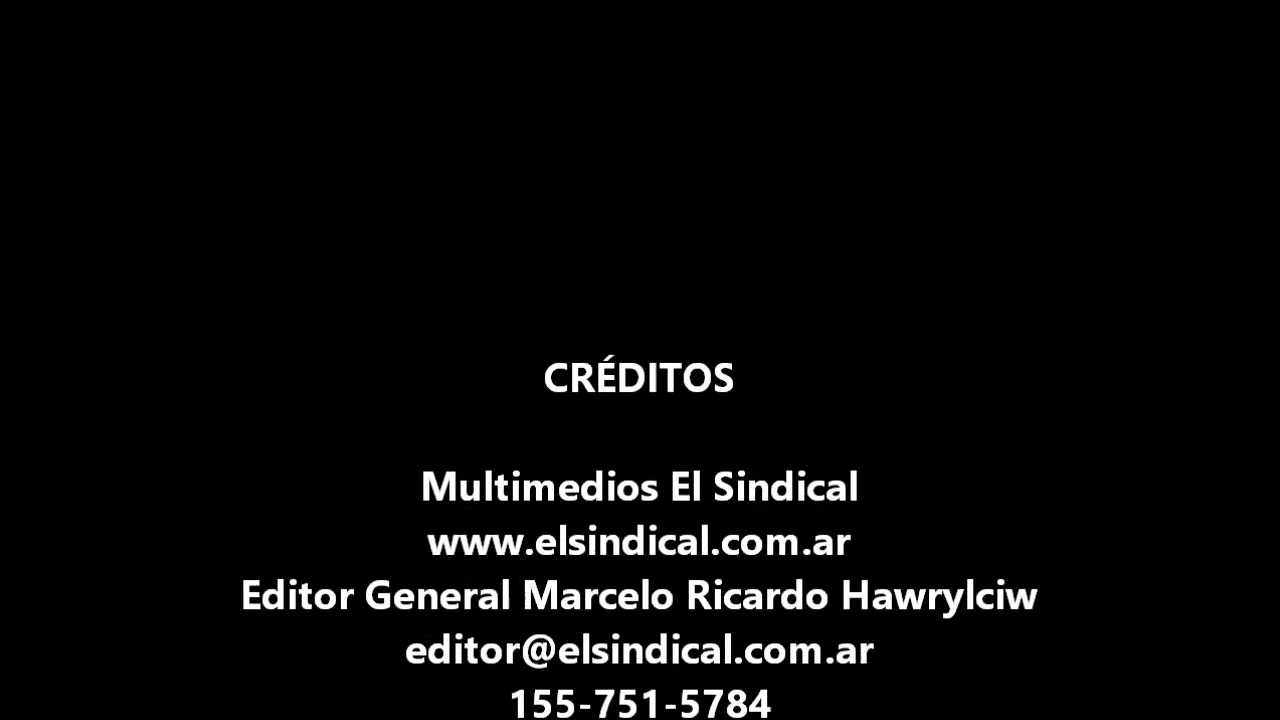 CRÉDITOS
Multimedios El Sindical
www.elsindical.com.ar
Editor General Marcelo Ricardo Hawrylciw
editor@elsindical.com.ar
155-751-5784